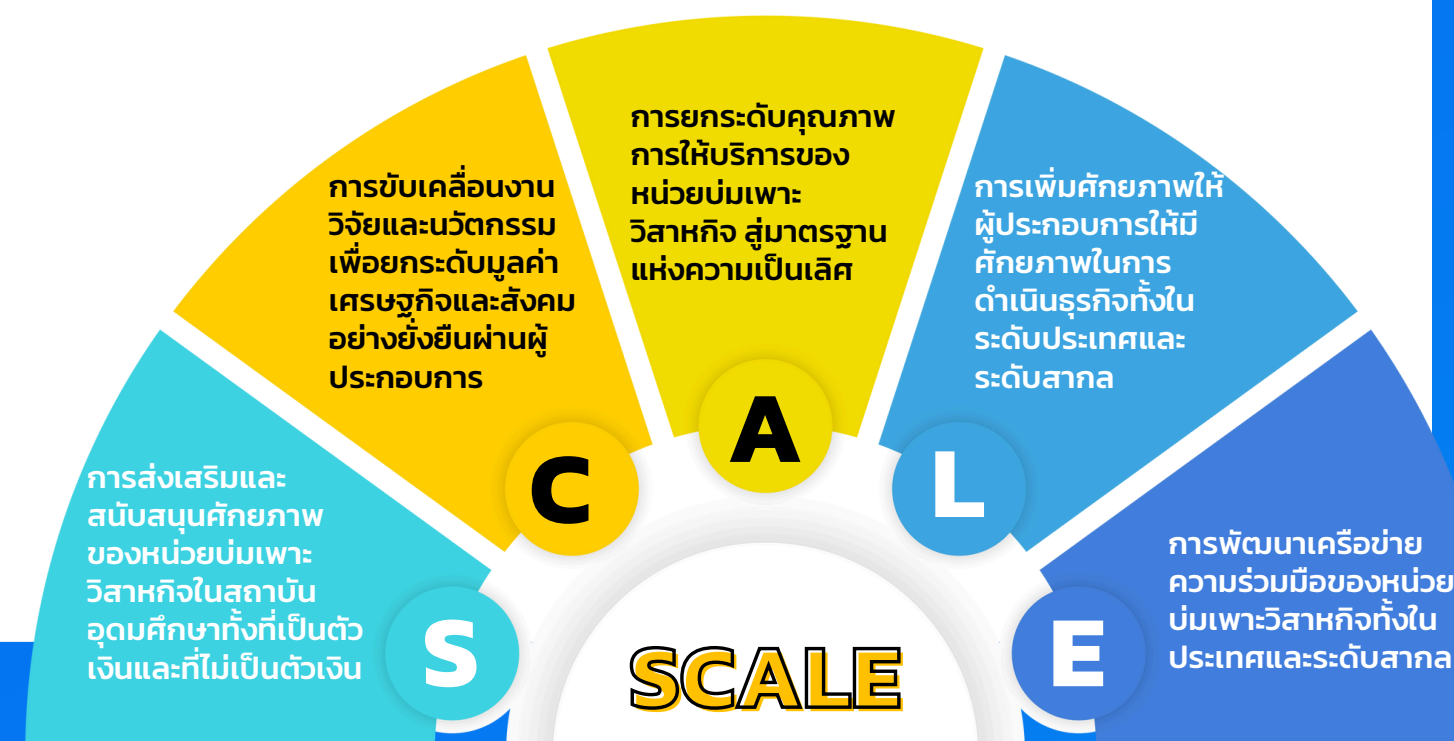 การส่งเสริมและ
สนับสนุนศักยภาพ
ของหน่วยบ่มเพาะ
วิสาหกิจในสถาบัน
อุดมศึกษาทั้งที่เป็นตัว
เงินและที่ไม่เป็นตัวเงิน
S
การขับเคลื่อนงาน
วิจัยและนวัตกรรม
เพื่อยกระดับมูลค่า
เศรษฐกิจและสังคม
อย่างยั่งยืนผ่านผู้
ประกอบการ
C
การยกระดับคุณภาพ
การให้บริการของ
หน่วยบ่มเพาะ
วิสาหกิจ สู่มาตรฐาน
แห่งความเป็นเลิศ
A
การเพิ่มศักยภาพให้
ผู้ประกอบการให้มี
ศักยภาพในการ
ดำเนินธุรกิจทั้งใน
ระดับประเทศและ
ระดับสากล
L
การพัฒนาเครือข่าย
ความร่วมมือของหน่วย
บ่มเพาะวิสาหกิจทั้งใน
ประเทศและระดับสากล
E
SCALE